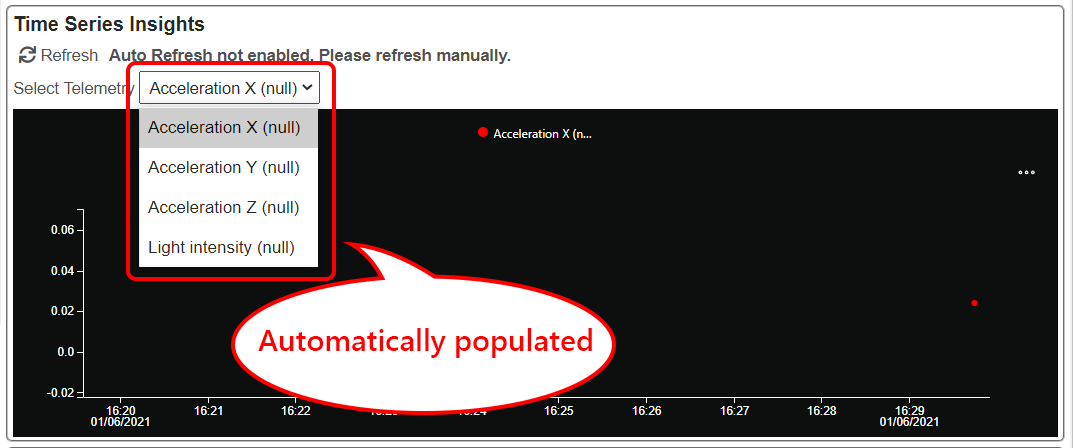 Time Series Insights
Refresh Auto Refresh not enabled. Please refresh manually.
Select Telemetry Acceleration X (null)
Acceleration X (null)
Acceleration Y (null)
Acceleration Z (null)
Light intensity (null)
Acceleration X (n...
0.06
0.04
0.02
0.0
-0.02
Automatically populated
16:20 16:21 16:22 16:24 16:25 16:26 16:27 16:28 16:29
01/06/2021 01/06/2021